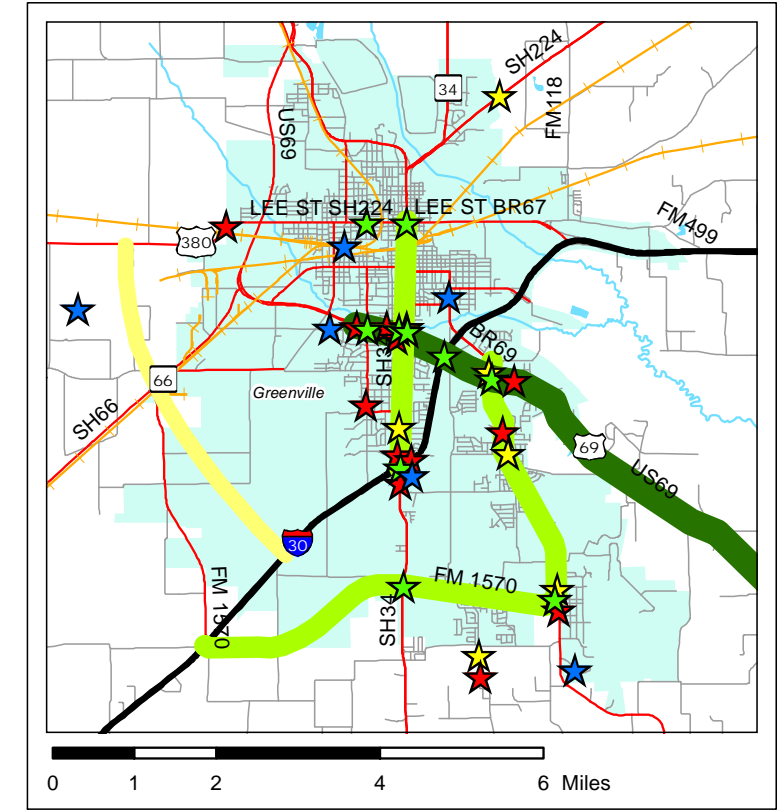 SH224
34
FM118
US69
LEE ST SH224
LEE ST BR67
FM499
380
BR69
SH34
66
Greenville
SH66
69
US69
30
FM 1570
FM 1570
SH34
0 1 2 4 6 Miles